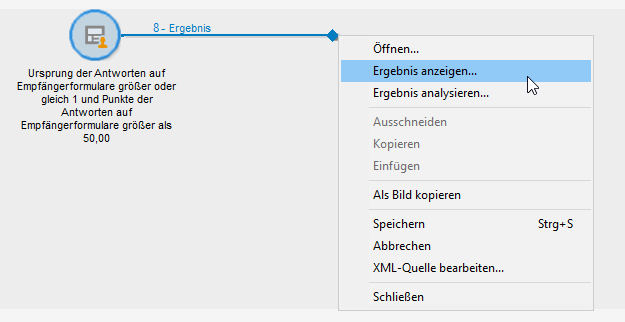 8 - Ergebnis
Ursprung der Antworten auf
Empfängerformulare größer oder
gleich 1 und Punkte der
Antworten auf
Empfängerformulare größer als
50,00
Öffnen...
Ergebnis anzeigen...
Ergebnis analysieren...
Ausschneiden
Kopieren
Einfügen
Als Bild kopieren
Speichern Strg+S
Abbrechen
XML-Quelle bearbeiten...
Schließen